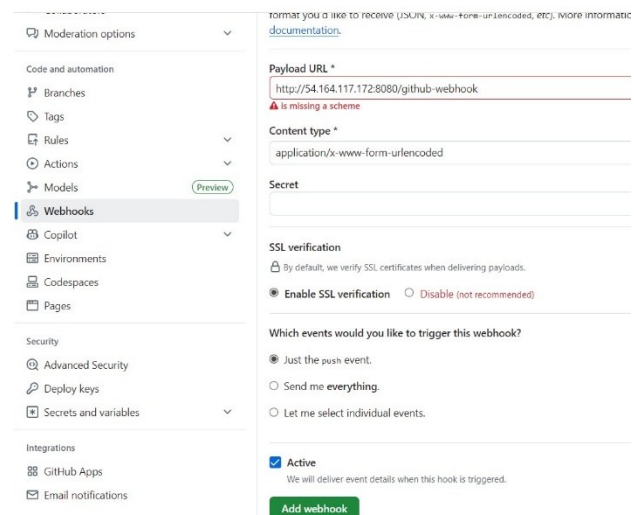 Moderation options
Code and automation
Branches
Tags
Rules
Actions
Models Preview
Webhooks
Copilot
Environments
Codespaces
Pages
Security
Advanced Security
Deploy keys
Secrets and variables
Integrations
GitHub Apps
Email notifications
format you'd like to receive (JSON, x-www-form-urlencoded, etc). More informatio
documentation.
Payload URL *
http://54.164.117.172:8080/github-webhook
is missing a scheme
Content type *
application/x-www-form-urlencoded
Secret
SSL verification
By default, we verify SSL certificates when delivering payloads.
Enable SSL verification Disable (not recommended)
Which events would you like to trigger this webhook?
Just the push event.
Send me everything.
Let me select individual events.
Active
We will deliver event details when this hook is triggered.
Add webhook